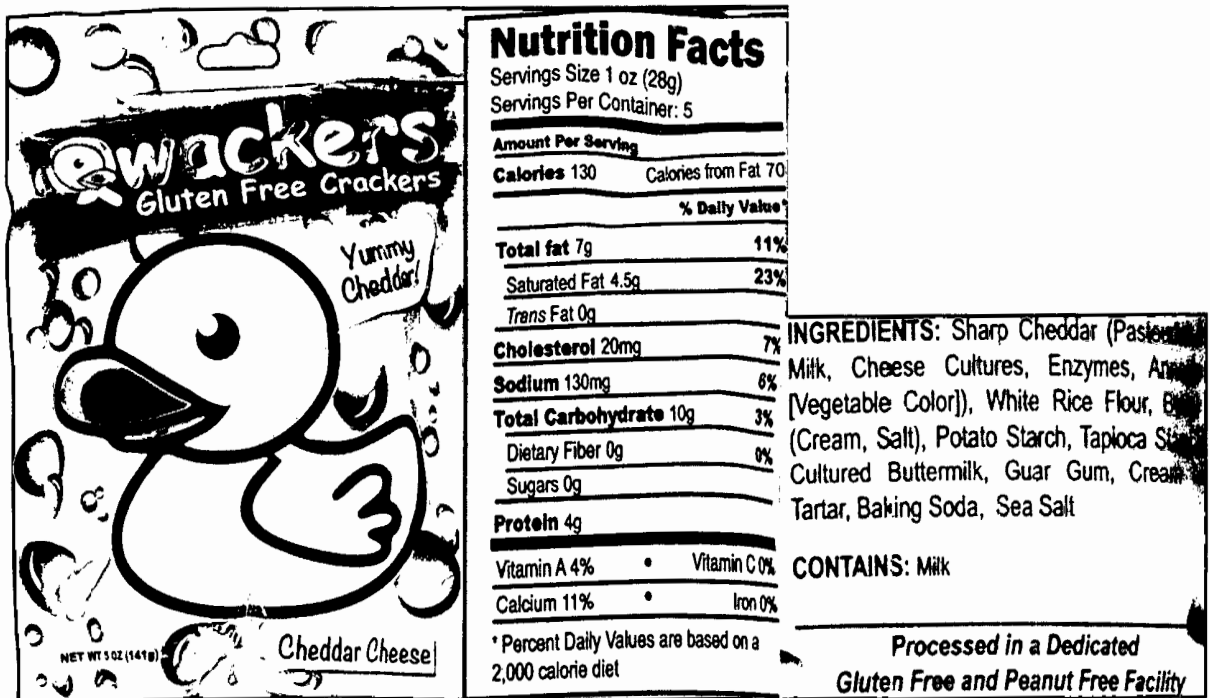 Qwackers
Gluten Free Crackers
Yummy
Cheddar!
NET WT 5 OZ (141g)
Cheddar Cheese
Nutrition Facts
Servings Size 1 oz (28g)
Servings Per Container: 5
Amount Per Serving
Calories 130 Calories from Fat 70
% Daily Value*
Total fat 7g 11%
Saturated Fat 4.5g 23%
Trans Fat 0g
Cholesterol 20mg 7%
Sodium 130mg 6%
Total Carbohydrate 10g 3%
Dietary Fiber 0g 0%
Sugars 0g
Protein 4g
Vitamin A 4% • Vitamin C 0%
Calcium 11% • Iron 0%
* Percent Daily Values are based on a
2,000 calorie diet
INGREDIENTS: Sharp Cheddar (
Milk, Cheese Cultures, Enzymes,
[Vegetable Color]), White Rice Flour,
(Cream, Salt), Potato Starch, Tapioca
Cultured Buttermilk, Guar Gum, Cream
Tartar, Baking Soda, Sea Salt
CONTAINS: Milk
Processed in a Dedicated
Gluten Free and Peanut Free Facility